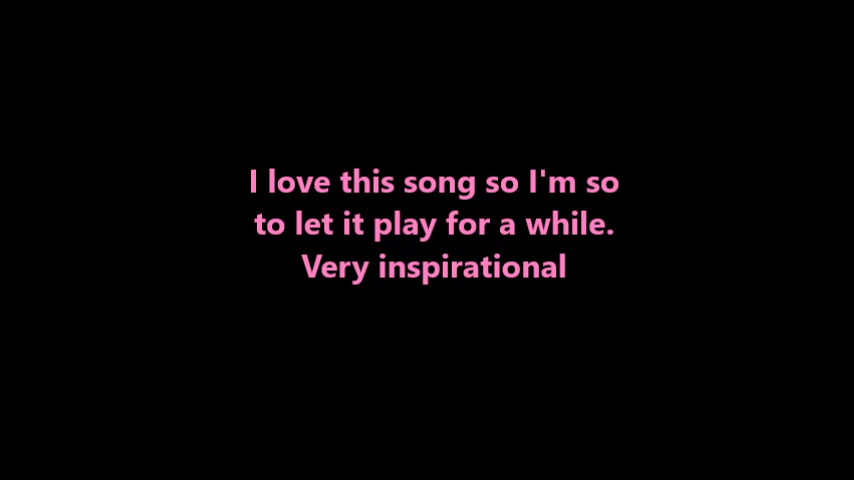 I love this song so I'm so
to let it play for a while.
Very inspirational